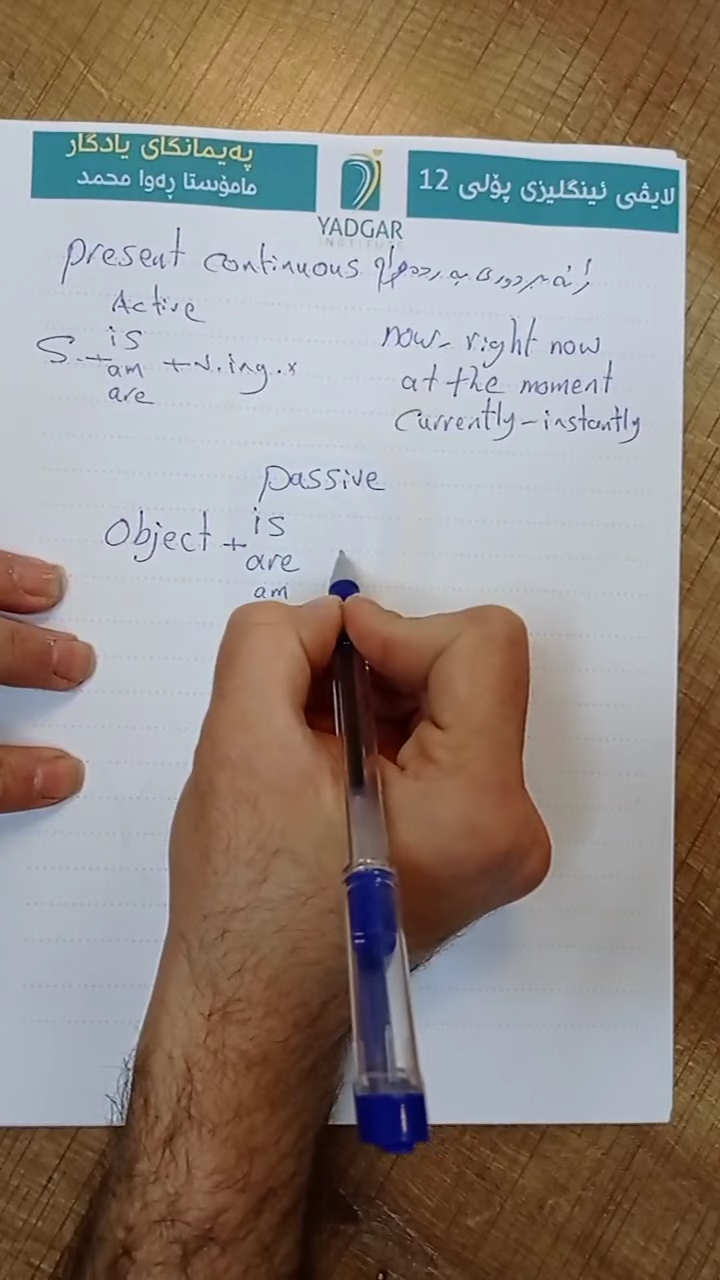 پەیمانگای یادگار
مامۆستا ڕەوا محمد
YADGAR
INSTITUTE
لایڤی ئینگلیزی پۆلی 12
present continuous
Active
S. + is am are + v.ing.x
now - right now
at the moment
currently - instantly
passive
Object + is are am